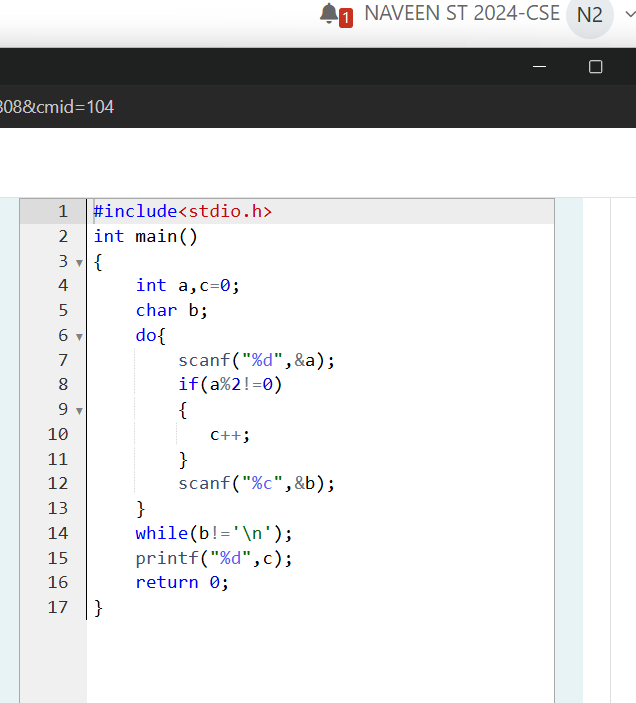 1 NAVEEN ST 2024-CSE N2
308&cmid=104
1 #include<stdio.h>
2 int main()
3 {
4 int a,c=0;
5 char b;
6 do{
7 scanf("%d",&a);
8 if(a%2!=0)
9 {
10 c++;
11 }
12 scanf("%c",&b);
13 }
14 while(b!='\n');
15 printf("%d",c);
16 return 0;
17 }